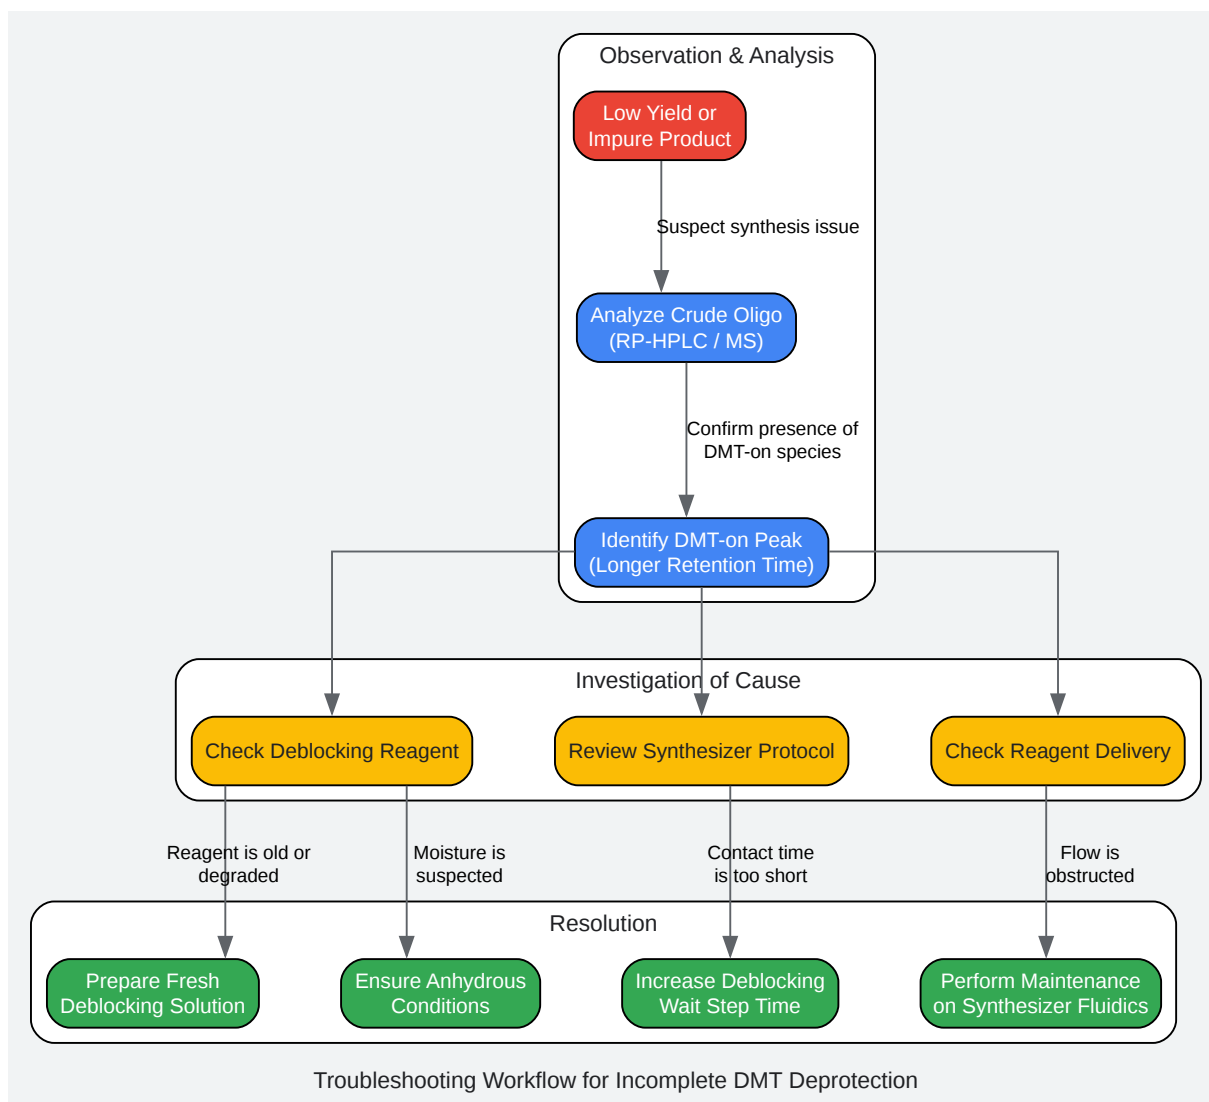 Observation & Analysis
Low Yield or
Impure Product
Suspect synthesis issue
Analyze Crude Oligo
(RP-HPLC / MS)
Confirm presence of
DMT-on species
Identify DMT-on Peak
(Longer Retention Time)
Investigation of Cause
Check Deblocking Reagent
Review Synthesizer Protocol
Check Reagent Delivery
Reagent is old or
degraded
Moisture is
suspected
Contact time
is too short
Flow is
obstructed
Resolution
Prepare Fresh
Deblocking Solution
Ensure Anhydrous
Conditions
Increase Deblocking
Wait Step Time
Perform Maintenance
on Synthesizer Fluidics
Troubleshooting Workflow for Incomplete DMT Deprotection